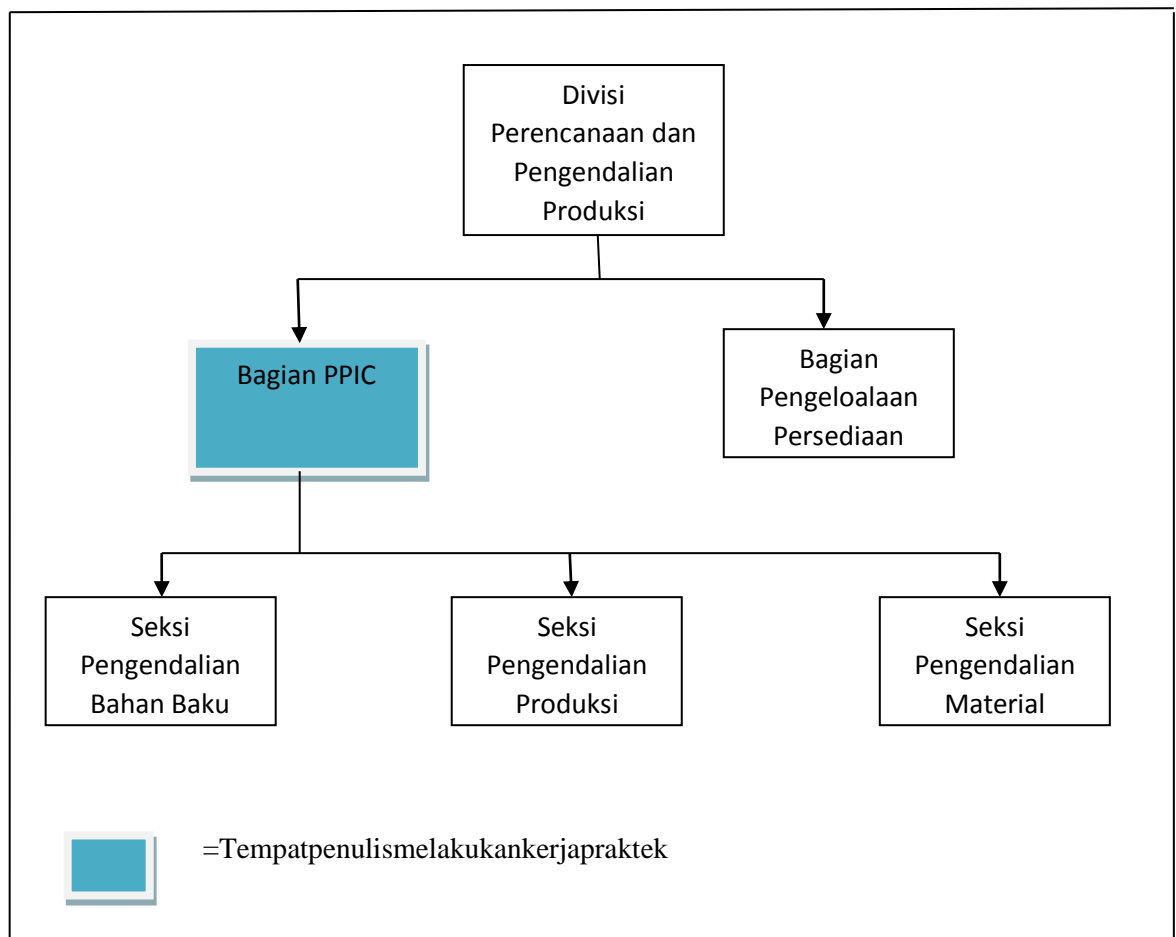 Divisi
Perencanaan dan
Pengendalian
Produksi
Bagian PPIC
Bagian
Pengeloalaan
Persediaan
Seksi
Pengendalian
Bahan Baku
Seksi
Pengendalian
Produksi
Seksi
Pengendalian
Material
=Tempatpenulismelakukankerjapraktek